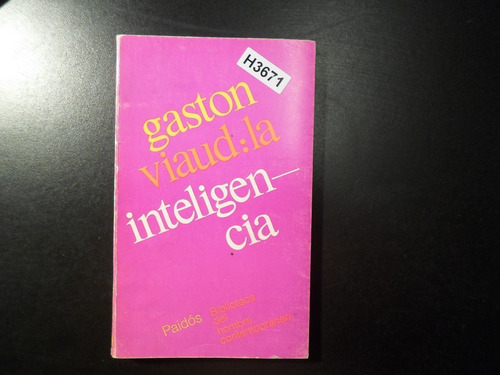 H3671
gaston
viaud:la
inteligen—
cia
Paidós
Biblioteca
del
hombre
contemporáneo